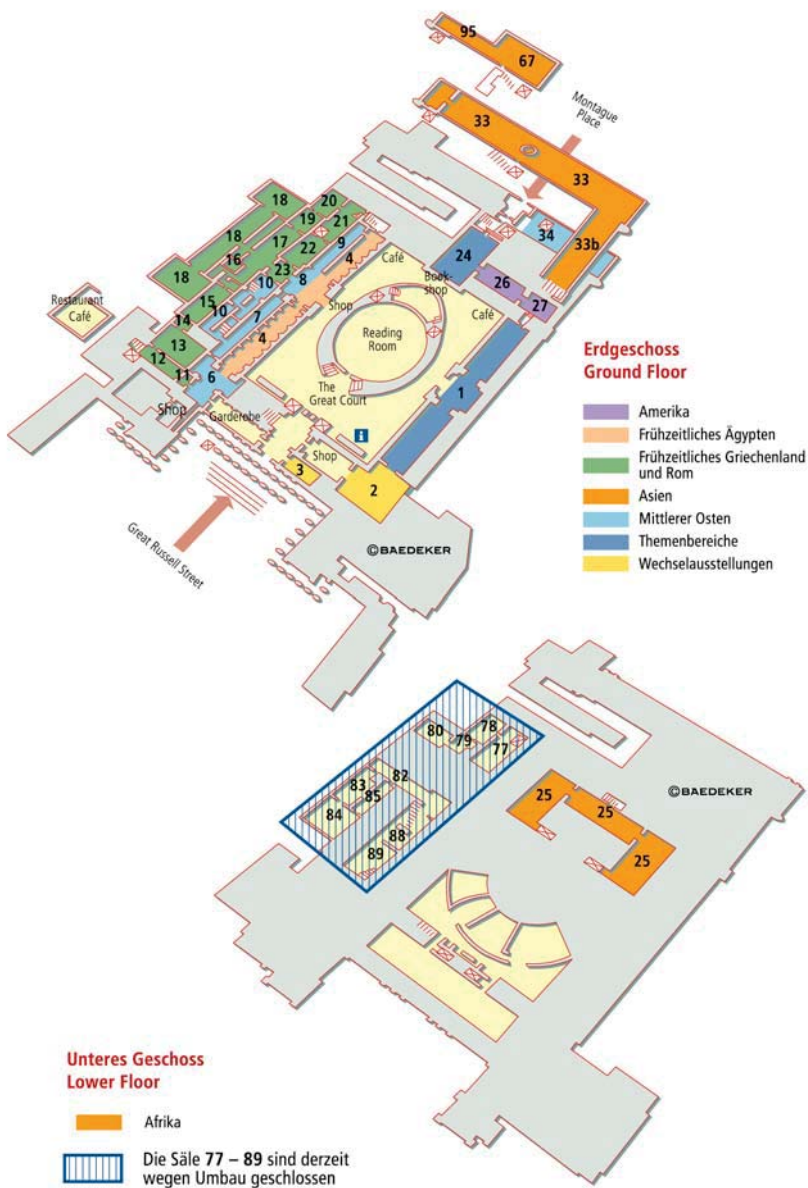 95
67
Montague
Place
33
33
33b
34
18
20
19
21
18
17
22
9
4
16
18
23
8
10
15
10
7
14
4
13
12
11
6
24
26
27
Café
Book-
shop
Café
Shop
Reading
Room
The
Great Court
1
Restaurant
Café
Shop
Garderobe
Shop
3
2
Great Russell Street
©BAEDEKER
Erdgeschoss
Ground Floor
Amerika
Frühzeitliches Ägypten
Frühzeitliches Griechenland
und Rom
Asien
Mittlerer Osten
Themenbereiche
Wechselausstellungen
80
79
78
77
83
82
85
84
88
89
25
25
25
©BAEDEKER
Unteres Geschoss
Lower Floor
Afrika
Die Säle 77 – 89 sind derzeit
wegen Umbau geschlossen